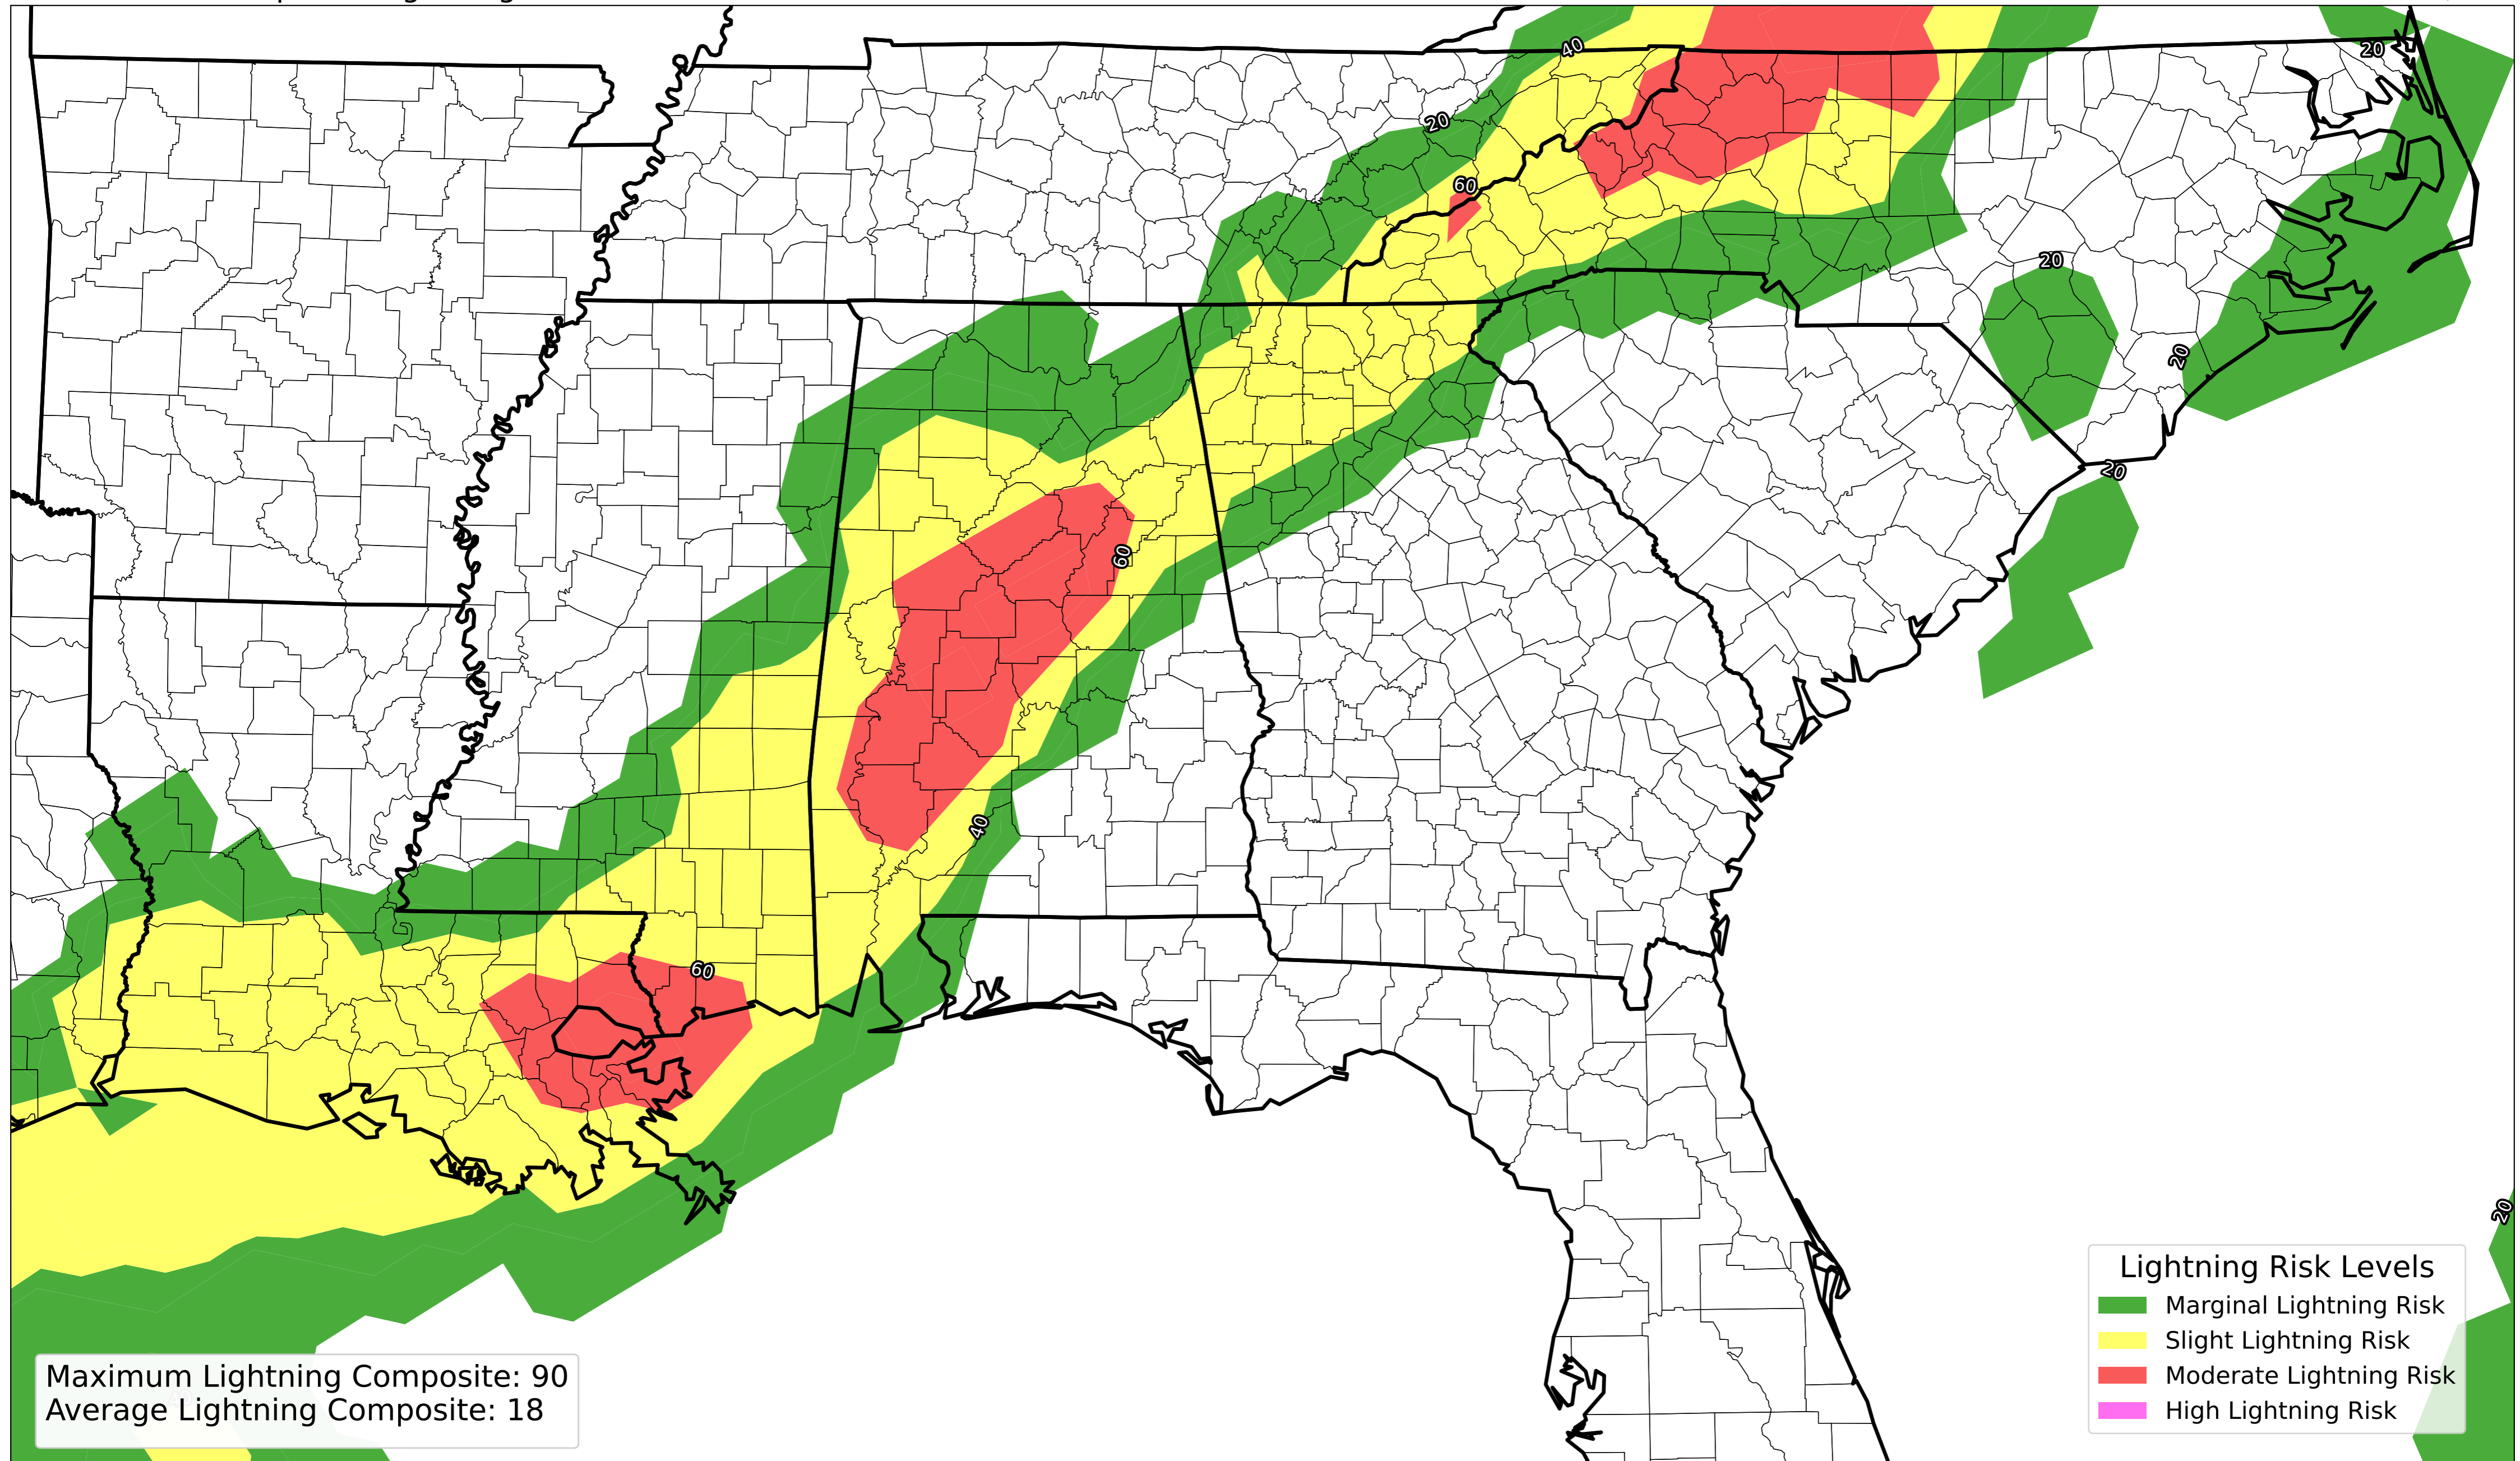 40
20
20
60
20
20
20
60
40
60
20
Lightning Risk Levels
Marginal Lightning Risk
Slight Lightning Risk
Moderate Lightning Risk
High Lightning Risk
Maximum Lightning Composite: 90
Average Lightning Composite: 18